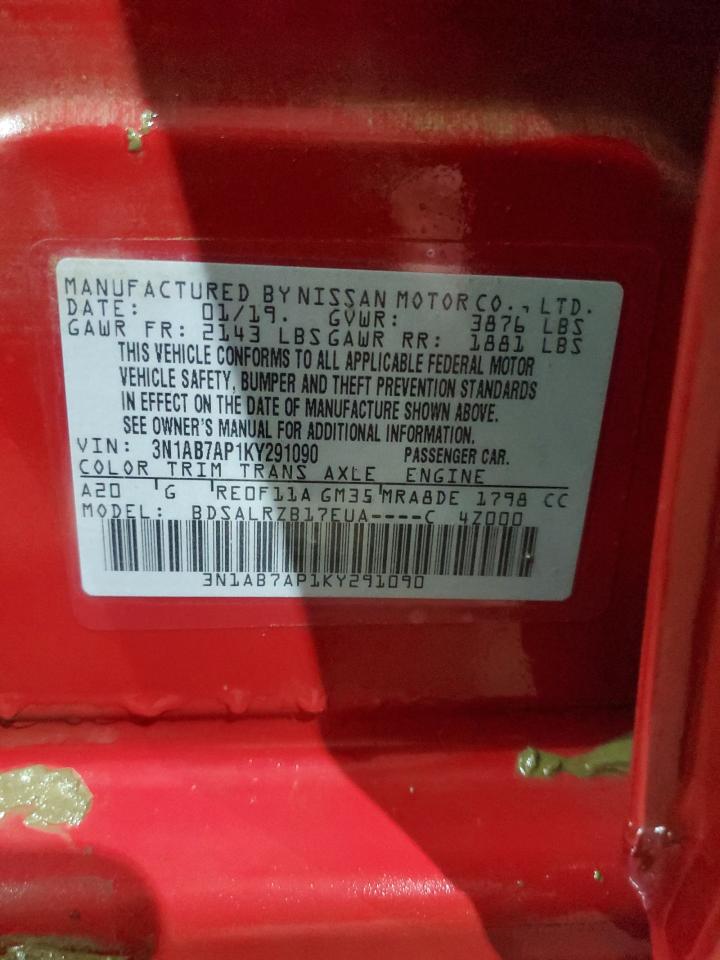 MANUFACTURED BY NISSAN MOTOR CO., LTD.
DATE: 01/19. GVWR: 3876 LBS
GAWR FR: 2143 LBS GAWR RR: 1881 LBS
THIS VEHICLE CONFORMS TO ALL APPLICABLE FEDERAL MOTOR
VEHICLE SAFETY, BUMPER AND THEFT PREVENTION STANDARDS
IN EFFECT ON THE DATE OF MANUFACTURE SHOWN ABOVE.
SEE OWNER'S MANUAL FOR ADDITIONAL INFORMATION.
VIN: 3N1AB7AP1KY291090 PASSENGER CAR.
COLOR TRIM TRANS AXLE ENGINE
A20 G RE0F11A GM35 MRA8DE 1798 CC
MODEL: BDSALRZB17EUA----C 4Z000
3N1AB7AP1KY291090